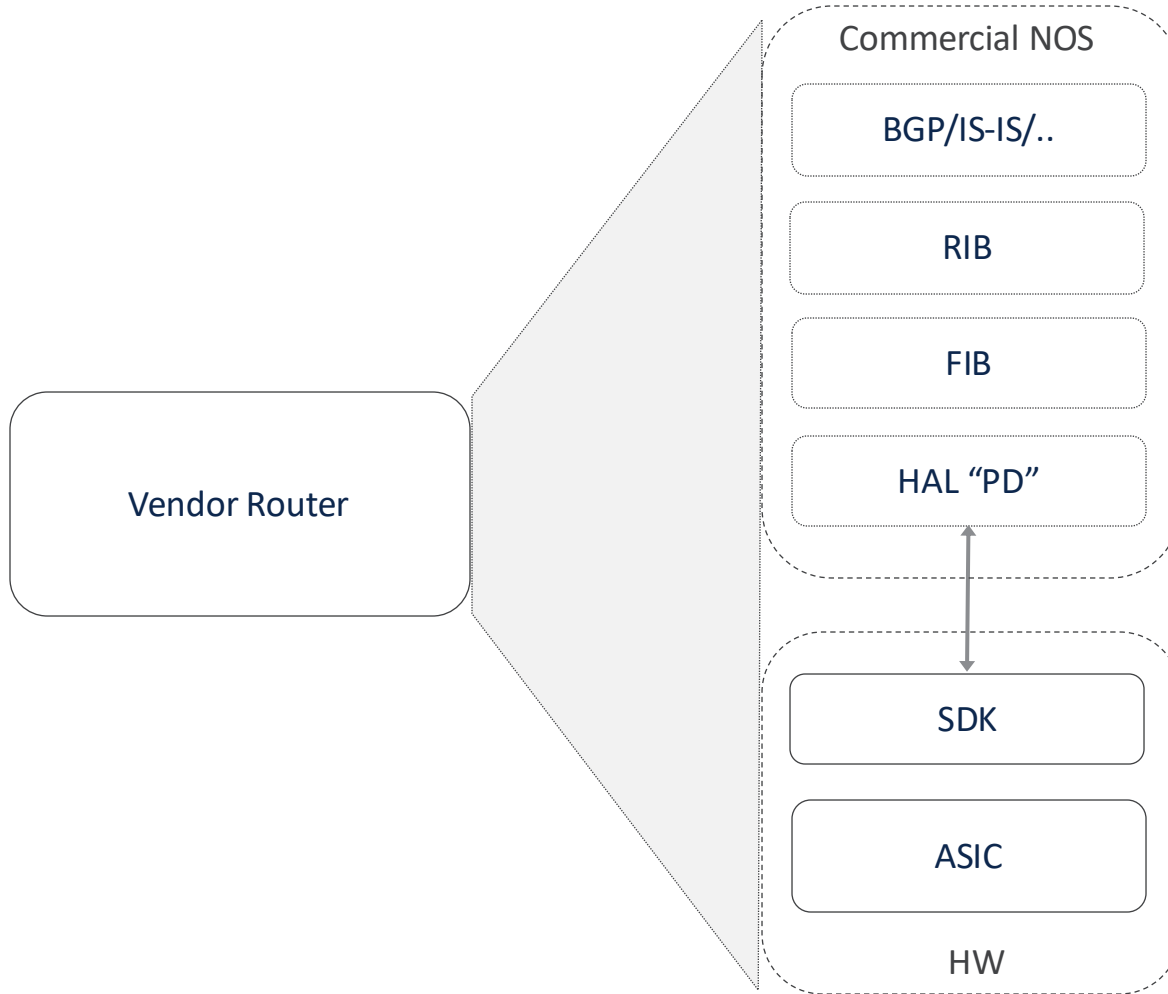 Commercial NOS
BGP/IS-IS/..
RIB
FIB
HAL “PD”
Vendor Router
SDK
ASIC
HW